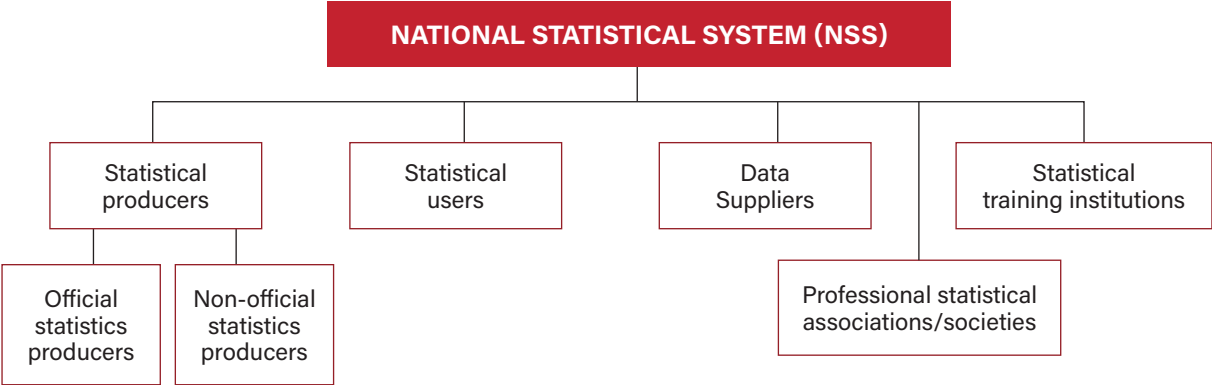 NATIONAL STATISTICAL SYSTEM (NSS)
Statistical
producers
Statistical
users
Data
Suppliers
Statistical
training institutions
Official
statistics
producers
Non-official
statistics
producers
Professional statistical
associations/societies